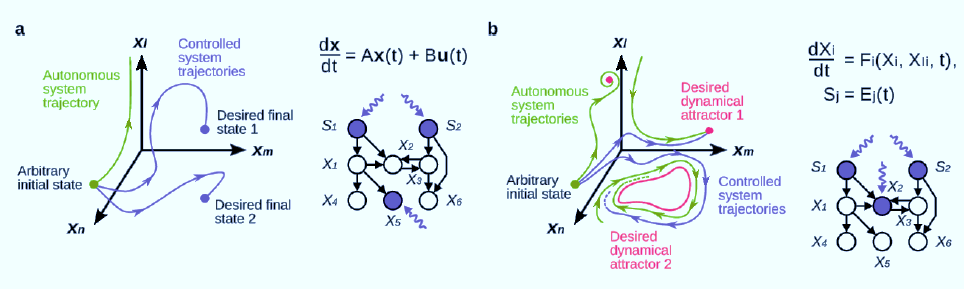 a
Xl
Controlled
system
trajectories
Autonomous
system
trajectory
Desired final
state 1
Xm
Arbitrary
initial state
Desired final
state 2
Xn
dx
dt
= Ax(t) + Bu(t)
S1
S2
X2
X1
X3
X4
X5
X6
b
Xl
Autonomous
system
trajectories
Desired
dynamical
attractor 1
Xm
Arbitrary
initial state
Controlled
system
trajectories
Xn
Desired
dynamical
attractor 2
dXi
dt
= Fi(Xi, XIi, t),
Sj = Ej(t)
S1
S2
X2
X1
X3
X4
X5
X6